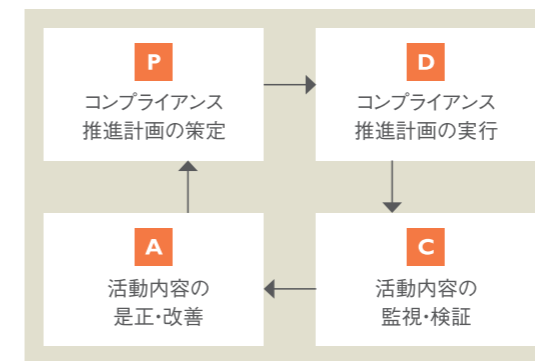 P
コンプライアンス
推進計画の策定
D
コンプライアンス
推進計画の実行
A
活動内容の
是正・改善
C
活動内容の
監視・検証